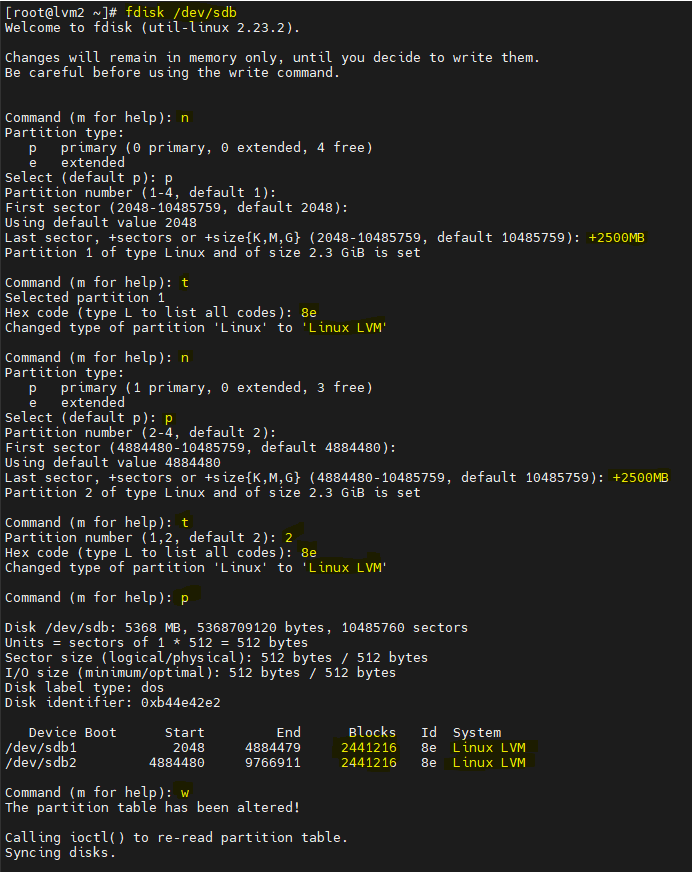 [root@lvm2 ~]# fdisk /dev/sdb
Welcome to fdisk (util-linux 2.23.2).

Changes will remain in memory only, until you decide to write them.
Be careful before using the write command.


Command (m for help): n
Partition type:
   p   primary (0 primary, 0 extended, 4 free)
   e   extended
Select (default p): p
Partition number (1-4, default 1):
First sector (2048-10485759, default 2048):
Using default value 2048
Last sector, +sectors or +size{K,M,G} (2048-10485759, default 10485759): +2500MB
Partition 1 of type Linux and of size 2.3 GiB is set

Command (m for help): t
Selected partition 1
Hex code (type L to list all codes): 8e
Changed type of partition 'Linux' to 'Linux LVM'

Command (m for help): n
Partition type:
   p   primary (1 primary, 0 extended, 3 free)
   e   extended
Select (default p): p
Partition number (2-4, default 2):
First sector (4884480-10485759, default 4884480):
Using default value 4884480
Last sector, +sectors or +size{K,M,G} (4884480-10485759, default 10485759): +2500MB
Partition 2 of type Linux and of size 2.3 GiB is set

Command (m for help): t
Partition number (1,2, default 2): 2
Hex code (type L to list all codes): 8e
Changed type of partition 'Linux' to 'Linux LVM'

Command (m for help): p

Disk /dev/sdb: 5368 MB, 5368709120 bytes, 10485760 sectors
Units = sectors of 1 * 512 = 512 bytes
Sector size (logical/physical): 512 bytes / 512 bytes
I/O size (minimum/optimal): 512 bytes / 512 bytes
Disk label type: dos
Disk identifier: 0xb44e42e2

   Device Boot      Start         End      Blocks   Id  System
/dev/sdb1            2048     4884479     2441216   8e  Linux LVM
/dev/sdb2         4884480     9766911     2441216   8e  Linux LVM

Command (m for help): w
The partition table has been altered!

Calling ioctl() to re-read partition table.
Syncing disks.